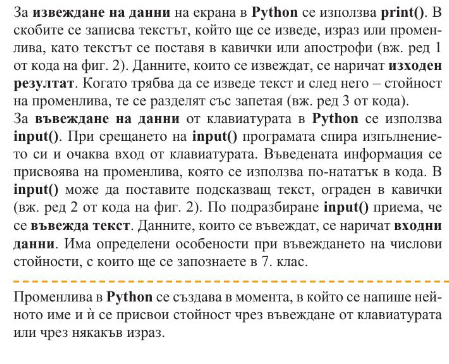 За извеждане на данни на екрана в Python се използва print(). В
скобите се записва текстът, който ще се изведе, израз или промен-
лива, като текстът се поставя в кавички или апострофи (вж. ред 1
от кода на фиг. 2). Данните, които се извеждат, се наричат изходен
резултат. Когато трябва да се изведе текст и след него – стойност
на променлива, те се разделят със запетая (вж. ред 3 от кода).
За въвеждане на данни от клавиатурата в Python се използва
input(). При срещането на input() програмата спира изпълнение-
то си и очаква вход от клавиатурата. Въведената информация се
присвоява на променлива, която се използва по-нататък в кода. В
input() може да поставите подсказващ текст, ограден в кавички
(вж. ред 2 от кода на фиг. 2). По подразбиране input() приема, че
се въвежда текст. Данните, които се въвеждат, се наричат входни
данни. Има определени особености при въвеждането на числови
стойности, с които ще се запознаете в 7. клас.
Променлива в Python се създава в момента, в който се напише ней-
ното име и ѝ се присвои стойност чрез въвеждане от клавиатурата
или чрез някакъв израз.